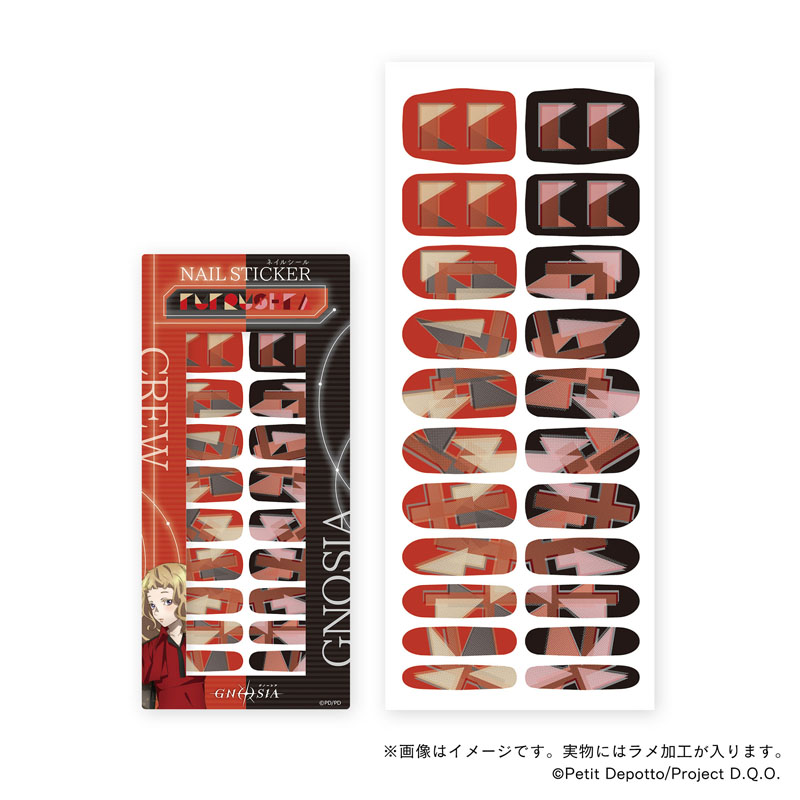 ネイルシール
NAIL STICKER
CREW
GNOSIA
GNOSIA
©PD/PD
※画像はイメージです。実物にはラメ加工が入ります。
©Petit Depotto/Project D.Q.O.